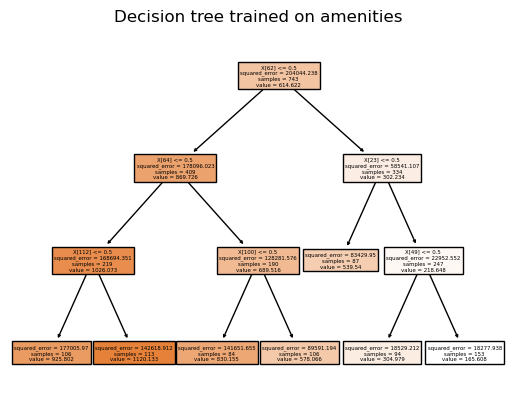 Decision tree trained on amenities
X[62] <= 0.5
squared_error = 204044.238
samples = 743
value = 614.622
X[64] <= 0.5
squared_error = 178096.023
samples = 409
value = 869.726
X[23] <= 0.5
squared_error = 58541.107
samples = 334
value = 302.234
X[112] <= 0.5
squared_error = 168694.351
samples = 219
value = 1026.073
X[100] <= 0.5
squared_error = 128281.576
samples = 190
value = 689.516
squared_error = 83429.95
samples = 87
value = 539.54
X[49] <= 0.5
squared_error = 22952.552
samples = 247
value = 218.648
squared_error = 177005.97
samples = 106
value = 925.802
squared_error = 142618.912
samples = 113
value = 1120.133
squared_error = 141651.655
samples = 84
value = 830.155
squared_error = 89591.194
samples = 106
value = 578.066
squared_error = 18529.212
samples = 94
value = 304.979
squared_error = 18277.938
samples = 153
value = 165.608